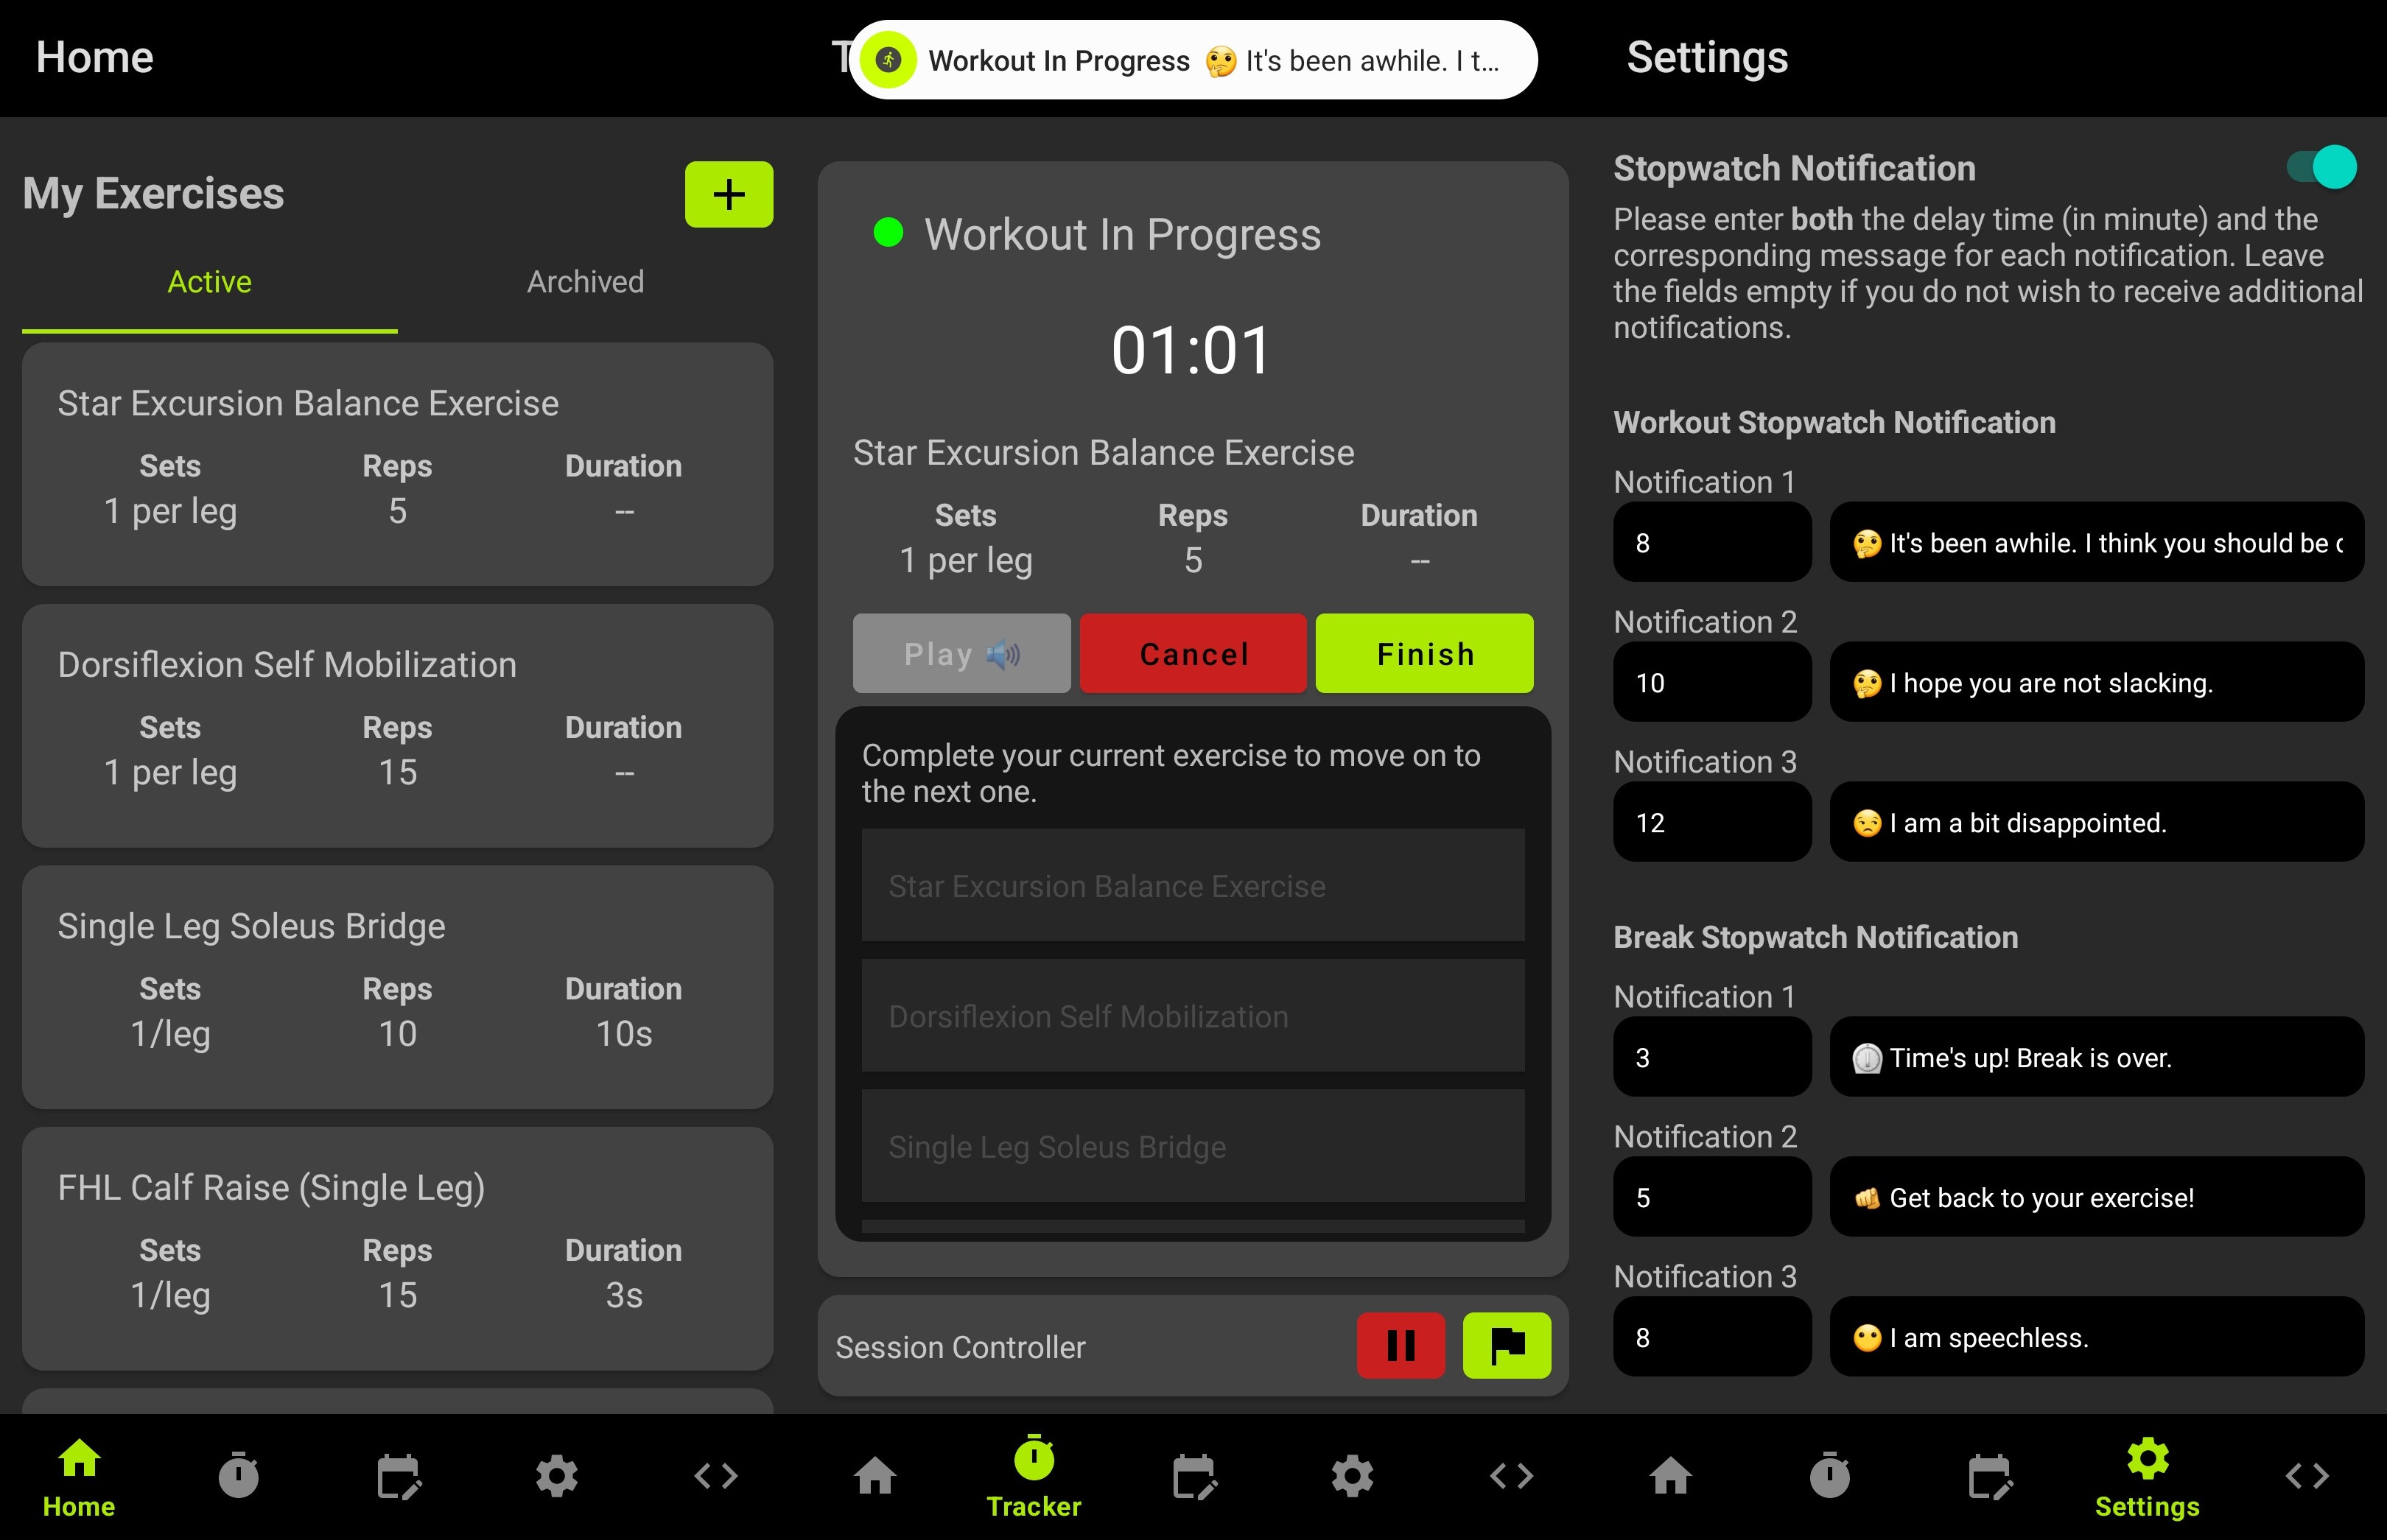 Home
My Exercises
+
Active Archived
Star Excursion Balance Exercise
Sets Reps Duration
1 per leg 5 --
Dorsiflexion Self Mobilization
Sets Reps Duration
1 per leg 15 --
Single Leg Soleus Bridge
Sets Reps Duration
1/leg 10 10s
FHL Calf Raise (Single Leg)
Sets Reps Duration
1/leg 15 3s
Home
T
Workout In Progress 🤔 It's been awhile. I t...
Workout In Progress
01:01
Star Excursion Balance Exercise
Sets Reps Duration
1 per leg 5 --
Play 🔊 Cancel Finish
Complete your current exercise to move on to
the next one.
Star Excursion Balance Exercise
Dorsiflexion Self Mobilization
Single Leg Soleus Bridge
Session Controller
Tracker
Settings
Stopwatch Notification
Please enter both the delay time (in minute) and the
corresponding message for each notification. Leave
the fields empty if you do not wish to receive additional
notifications.
Workout Stopwatch Notification
Notification 1
8 🤔 It's been awhile. I think you should be
Notification 2
10 🤔 I hope you are not slacking.
Notification 3
12 😒 I am a bit disappointed.
Break Stopwatch Notification
Notification 1
3 ⏲ Time's up! Break is over.
Notification 2
5 👊 Get back to your exercise!
Notification 3
8 😶 I am speechless.
Settings